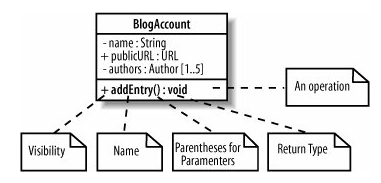 BlogAccount
- name : String
+ publicURL : URL
- authors : Author [1..5]
+ addEntry() : void
An operation
Visibility
Name
Parentheses for
Paramenters
Return Type